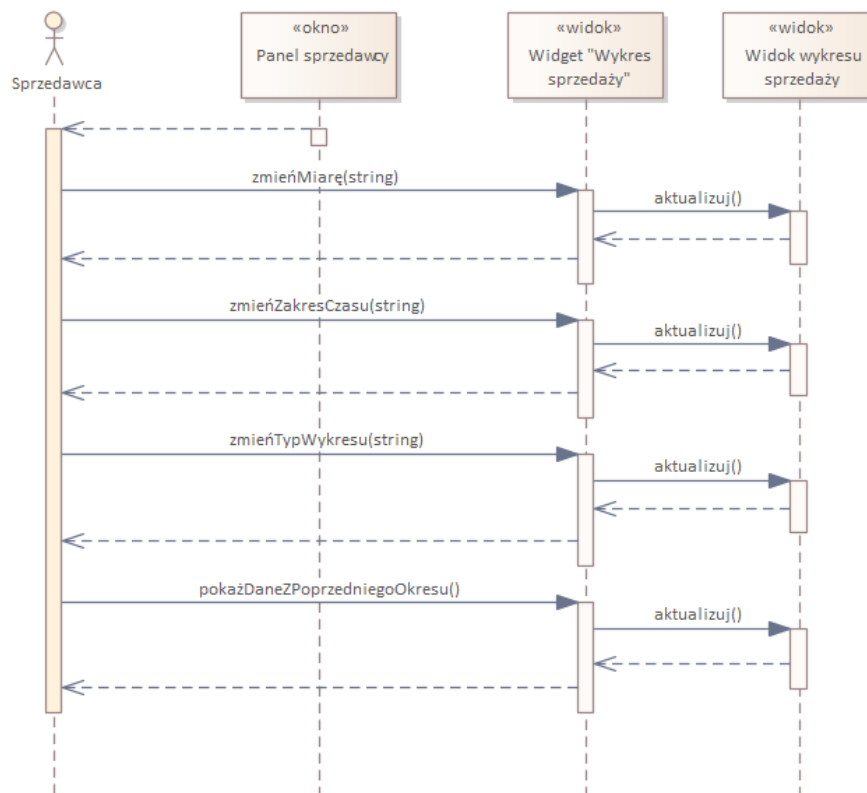 Sprzedawca
«okno»
Panel sprzedawcy
«widok»
Widget "Wykres
sprzedaży"
«widok»
Widok wykresu
sprzedaży
zmieńMiarę(string)
aktualizuj()
zmieńZakresCzasu(string)
aktualizuj()
zmieńTypWykresu(string)
aktualizuj()
pokażDaneZPoprzedniegoOkresu()
aktualizuj()